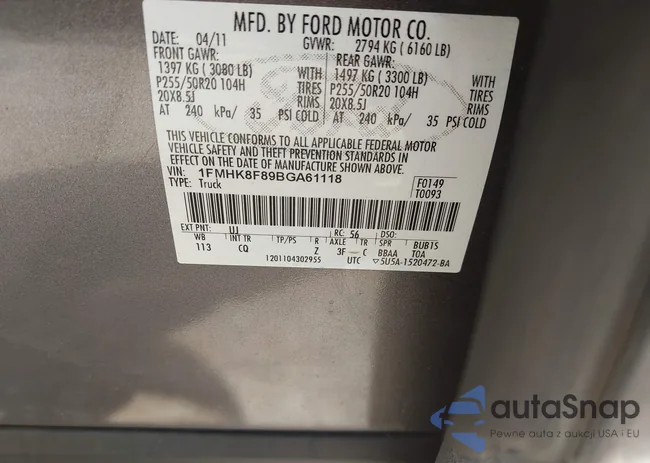 MFD. BY FORD MOTOR CO.
DATE: 04/11 GVWR: 2794 KG ( 6160 LB)
FRONT GAWR: REAR GAWR:
1397 KG ( 3080 LB) WITH 1497 KG ( 3300 LB) WITH
P255/50R20 104H TIRES P255/50R20 104H TIRES
20X8.5J RIMS 20X8.5J RIMS
AT 240 kPa/ 35 PSI COLD AT 240 kPa/ 35 PSI COLD
THIS VEHICLE CONFORMS TO ALL APPLICABLE FEDERAL MOTOR
VEHICLE SAFETY AND THEFT PREVENTION STANDARDS IN
EFFECT ON THE DATE OF MANUFACTURE SHOWN ABOVE.
VIN: 1FMHK8F89BGA61118 F0149
TYPE: Truck T0093
EXT PNT: UJ RC: 56 DSO:
WB INT TR TP/PS R AXLE TR SPR BUB1S
113 CQ Z 3F C BBAA TOA
1201104302955 UTC ▽5U5A-1520472-BA
autaSnap
Pewne auta z aukcji USA i EU